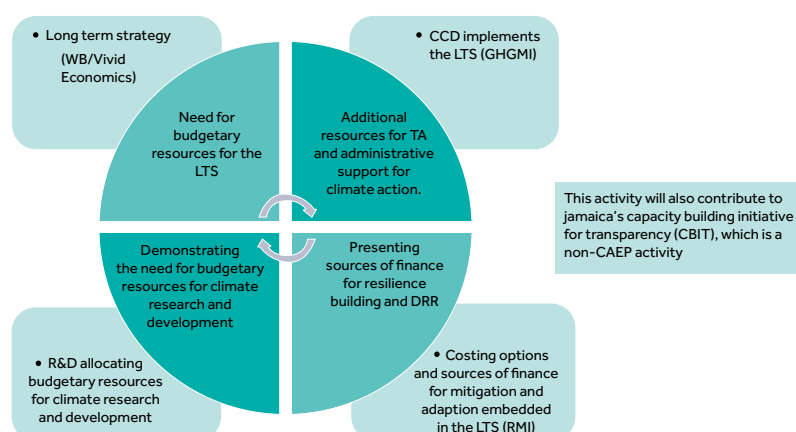 • Long term strategy
(WB/Vivid
Economics)
• CCD implements
the LTS (GHGMI)
Need for
budgetary
resources for the
LTS
Additional
resources for TA
and administrative
support for
climate action.
This activity will also contribute to
jamaica’s capacity building initiative
for transparency (CBIT), which is a
non-CAEP activity
Demonstrating
the need for budgetary
resources for climate
research and
development
Presenting
sources of finance
for resilience
building and DRR
• R&D allocating
budgetary resources
for climate research
and development
• Costing options
and sources of finance
for mitigation and
adaption embedded
in the LTS (RMI)